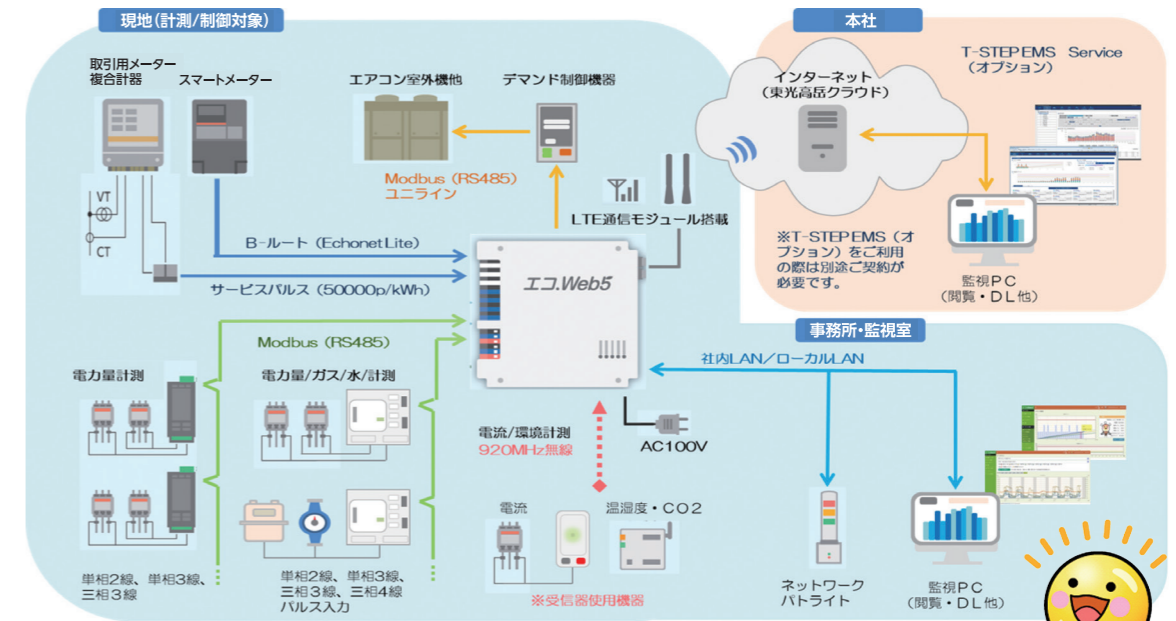 現地(計測/制御対象)
取引用メーター
複合計器
スマートメーター
エアコン室外機他
デマンド制御機器
Modbus (RS485)
ユニライン
LTE通信モジュール搭載
VT
CT
B-ルート (Echonet Lite)
サービスパルス (50000p/kWh)
エコ.Web5
Modbus (RS485)
電力量計測
電力量/ガス/水/計測
電流/環境計測
920MHz無線
AC100V
電流
温湿度・CO2
単相2線、単相3線、
三相3線
単相2線、単相3線、
三相3線、三相4線
パルス入力
※受信器使用機器
本社
インターネット
(東光高岳クラウド)
T-STEP EMS Service
(オプション)
※T-STEP EMS (オ
プション) をご利用
の際は別途ご契約が
必要です。
監視PC
(閲覧・DL他)
事務所・監視室
社内LAN/ローカルLAN
ネットワーク
パトライト
監視PC
(閲覧・DL他)